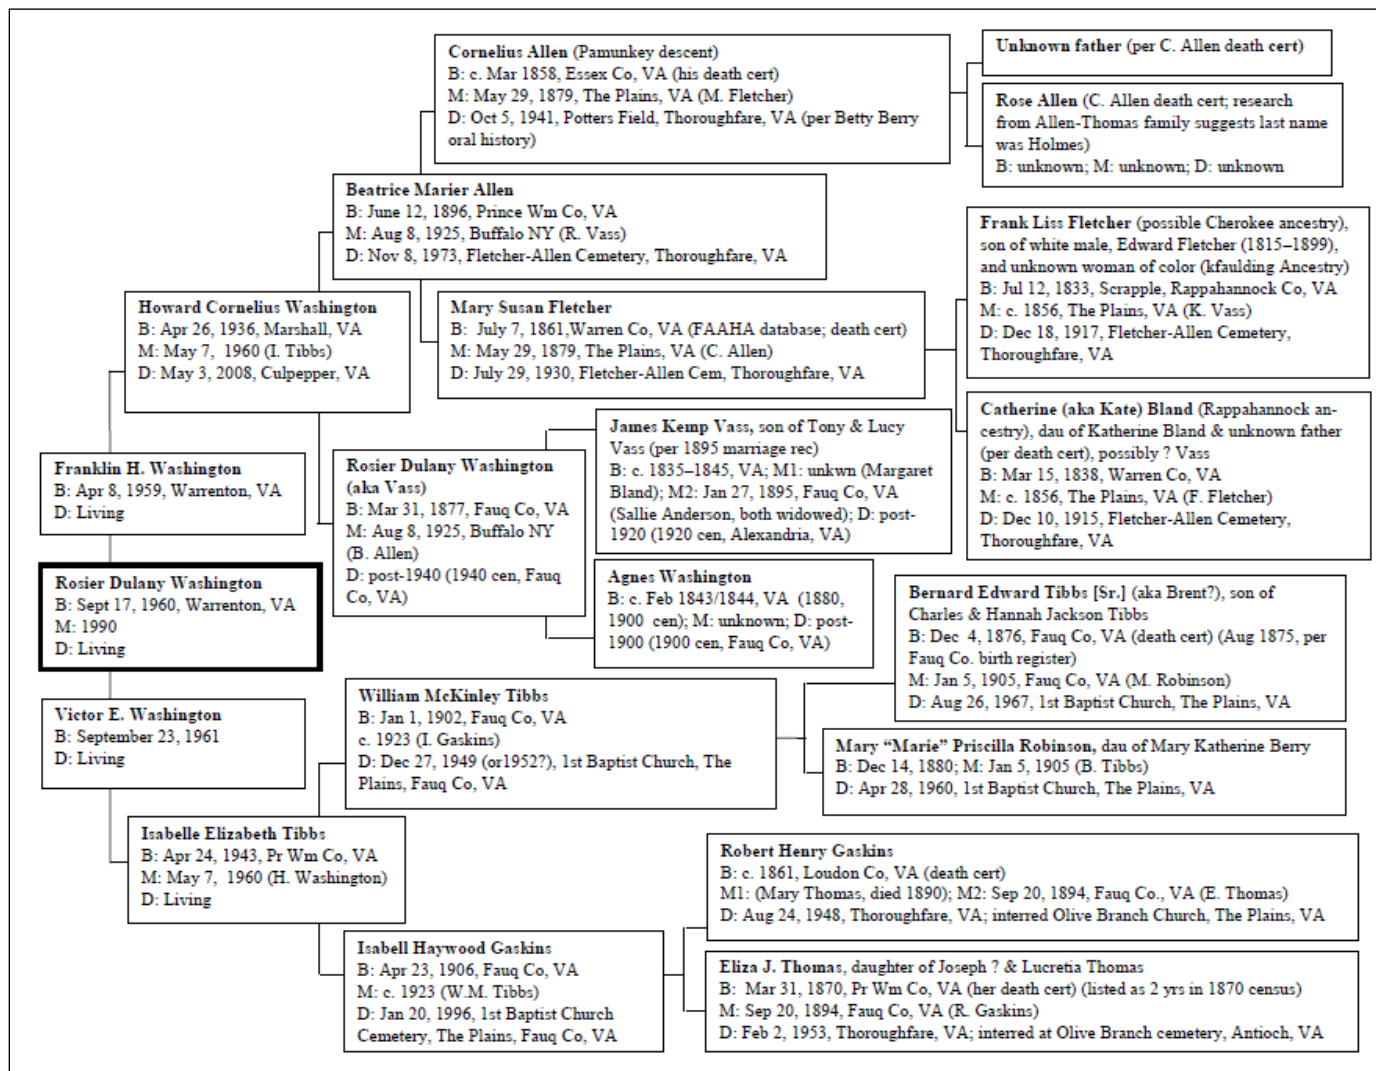 Cornelius Allen (Pamunkey descent)
B: c. Mar 1858, Essex Co, VA (his death cert)
M: May 29, 1879, The Plains, VA (M. Fletcher)
D: Oct 5, 1941, Potters Field, Thoroughfare, VA (per Betty Berry
oral history)
Unknown father (per C. Allen death cert)
Rose Allen (C. Allen death cert; research
from Allen-Thomas family suggests last name
was Holmes)
B: unknown; M: unknown; D: unknown
Beatrice Marier Allen
B: June 12, 1896, Prince Wm Co, VA
M: Aug 8, 1925, Buffalo NY (R. Vass)
D: Nov 8, 1973, Fletcher-Allen Cemetery, Thoroughfare, VA
Frank Liss Fletcher (possible Cherokee ancestry),
son of white male, Edward Fletcher (1815–1899),
and unknown woman of color (kfaulding Ancestry)
B: Jul 12, 1833, Scrapple, Rappahannock Co, VA
M: c. 1856, The Plains, VA (K. Vass)
D: Dec 18, 1917, Fletcher-Allen Cemetery,
Thoroughfare, VA
Howard Cornelius Washington
B: Apr 26, 1936, Marshall, VA
M: May 7, 1960 (I. Tibbs)
D: May 3, 2008, Culpepper, VA
Mary Susan Fletcher
B: July 7, 1861,Warren Co, VA (FAAHA database; death cert)
M: May 29, 1879, The Plains, VA (C. Allen)
D: July 29, 1930, Fletcher-Allen Cem, Thoroughfare, VA
Catherine (aka Kate) Bland (Rappahannock an-
cestry), dau of Katherine Bland & unknown father
(per death cert), possibly ? Vass
B: Mar 15, 1838, Warren Co, VA
M: c. 1856, The Plains, VA (F. Fletcher)
D: Dec 10, 1915, Fletcher-Allen Cemetery,
Thoroughfare, VA
James Kemp Vass, son of Tony & Lucy
Vass (per 1895 marriage rec)
B: c. 1835–1845, VA; M1: unkwn (Margaret
Bland); M2: Jan 27, 1895, Fauq Co, VA
(Sallie Anderson, both widowed); D: post-
1920 (1920 cen, Alexandria, VA)
Franklin H. Washington
B: Apr 8, 1959, Warrenton, VA
D: Living
Rosier Dulany Washington
(aka Vass)
B: Mar 31, 1877, Fauq Co, VA
M: Aug 8, 1925, Buffalo NY
(B. Allen)
D: post-1940 (1940 cen, Fauq
Co, VA)
Agnes Washington
B: c. Feb 1843/1844, VA (1880,
1900 cen); M: unknown; D: post-
1900 (1900 cen, Fauq Co, VA)
Rosier Dulany Washington
B: Sept 17, 1960, Warrenton, VA
M: 1990
D: Living
Bernard Edward Tibbs [Sr.] (aka Brent?), son of
Charles & Hannah Jackson Tibbs
B: Dec 4, 1876, Fauq Co, VA (death cert) (Aug 1875, per
Fauq Co. birth register)
M: Jan 5, 1905, Fauq Co, VA (M. Robinson)
D: Aug 26, 1967, 1st Baptist Church, The Plains, VA
William McKinley Tibbs
B: Jan 1, 1902, Fauq Co, VA
c. 1923 (I. Gaskins)
D: Dec 27, 1949 (or1952?), 1st Baptist Church, The
Plains, Fauq Co, VA
Victor E. Washington
B: September 23, 1961
D: Living
Mary “Marie” Priscilla Robinson, dau of Mary Katherine Berry
B: Dec 14, 1880; M: Jan 5, 1905 (B. Tibbs)
D: Apr 28, 1960, 1st Baptist Church, The Plains, VA
Isabelle Elizabeth Tibbs
B: Apr 24, 1943, Pr Wm Co, VA
M: May 7, 1960 (H. Washington)
D: Living
Robert Henry Gaskins
B: c. 1861, Loudon Co, VA (death cert)
M1: (Mary Thomas, died 1890); M2: Sep 20, 1894, Fauq Co., VA (E. Thomas)
D: Aug 24, 1948, Thoroughfare, VA; interred Olive Branch Church, The Plains, VA
Isabell Haywood Gaskins
B: Apr 23, 1906, Fauq Co, VA
M: c. 1923 (W.M. Tibbs)
D: Jan 20, 1996, 1st Baptist Church
Cemetery, The Plains, Fauq Co, VA
Eliza J. Thomas, daughter of Joseph ? & Lucretia Thomas
B: Mar 31, 1870, Pr Wm Co, VA (her death cert) (listed as 2 yrs in 1870 census)
M: Sep 20, 1894, Fauq Co, VA (R. Gaskins)
D: Feb 2, 1953, Thoroughfare, VA; interred at Olive Branch cemetery, Antioch, VA